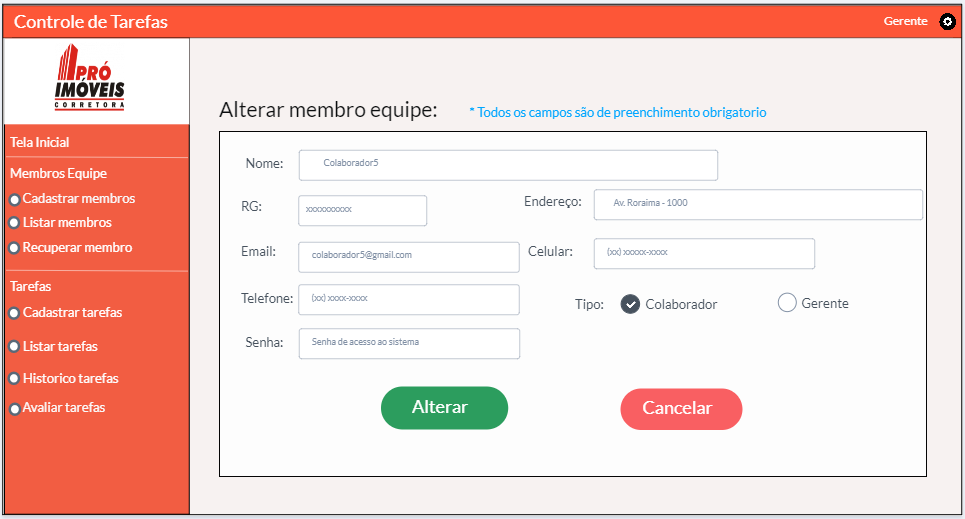 Controle de Tarefas
Gerente
PRÓ
IMÓVEIS
CORRETORA
Tela Inicial
Membros Equipe
Cadastrar membros
Listar membros
Recuperar membro
Tarefas
Cadastrar tarefas
Listar tarefas
Historico tarefas
Avaliar tarefas
Alterar membro equipe:
* Todos os campos são de preenchimento obrigatorio
Nome: Colaborador5
RG: xxxxxxxxxx
Endereço: Av. Roraima - 1000
Email: colaborador5@gmail.com
Celular: (xx) xxxxx-xxxx
Telefone: (xx) xxxx-xxxx
Tipo: Colaborador Gerente
Senha: Senha de acesso ao sistema
Alterar
Cancelar